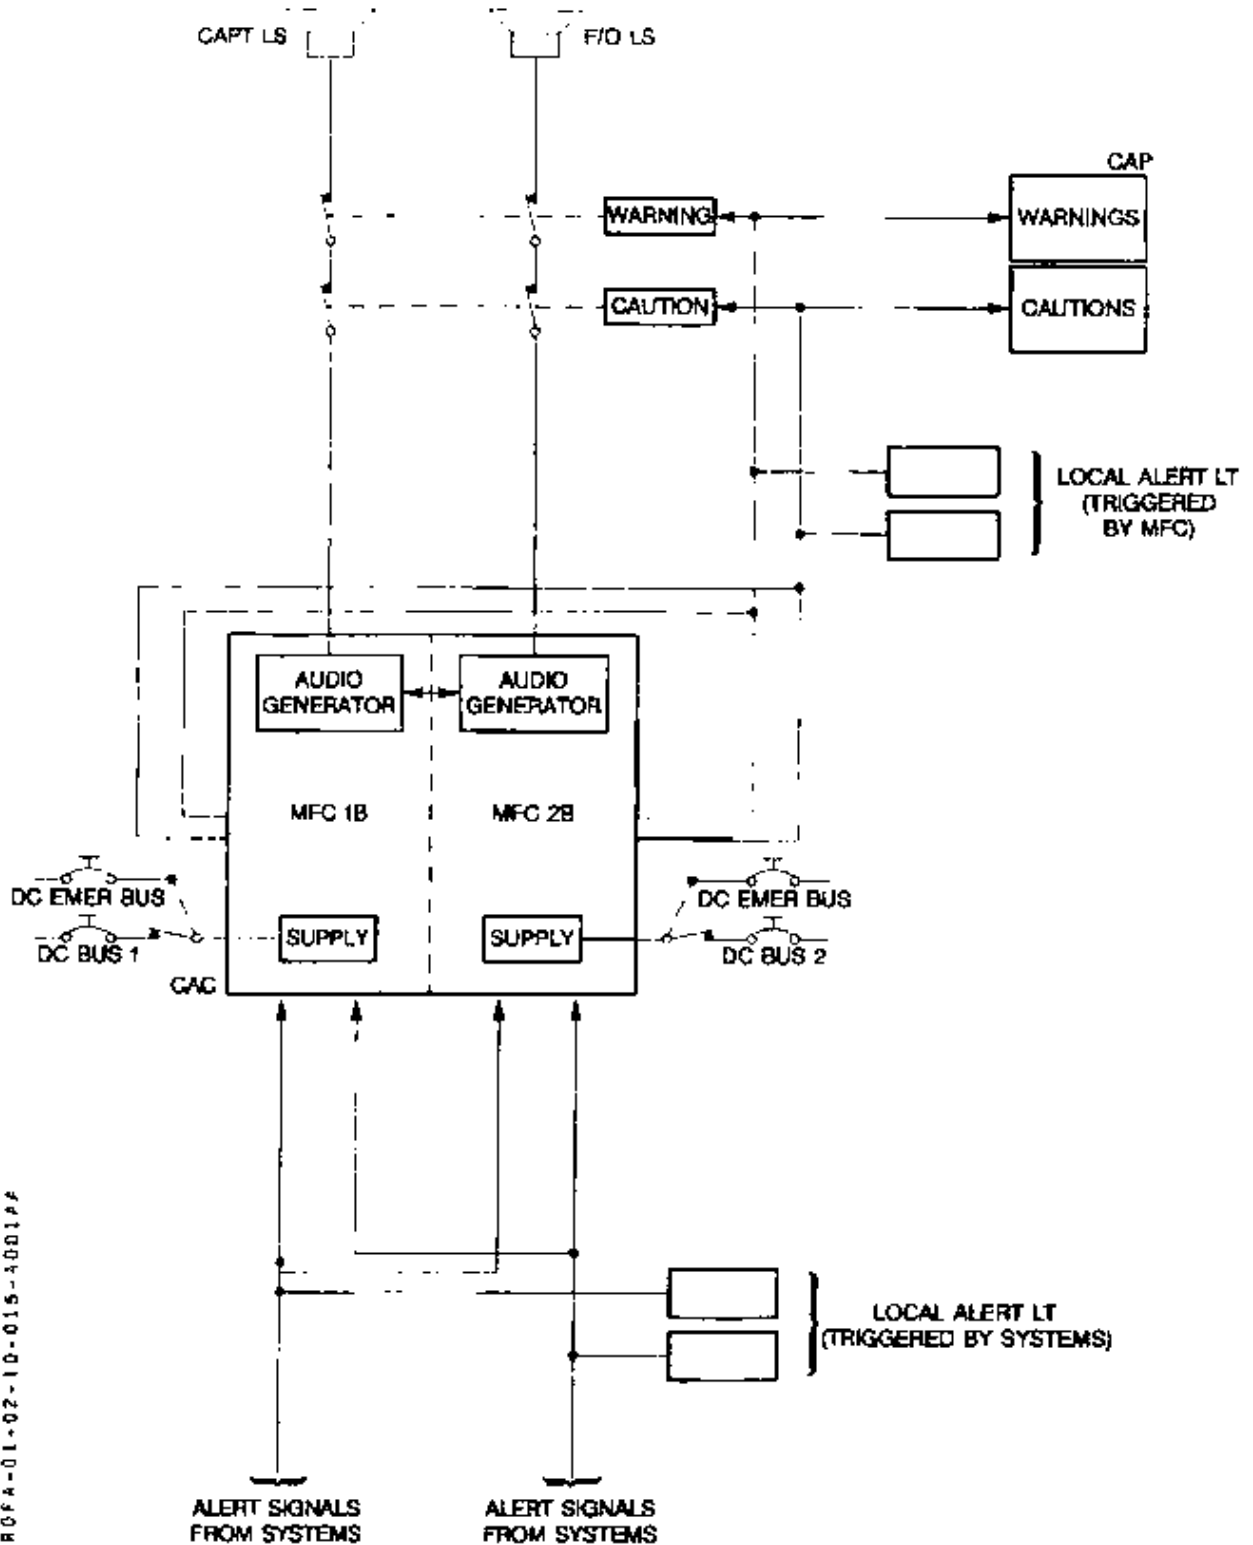 CAPT LS
F/O LS
CAP
WARNING
WARNINGS
CAUTION
CAUTIONS
LOCAL ALERT LT
(TRIGGERED
BY MFC)
AUDIO
GENERATOR
AUDIO
GENERATOR
MFC 1B
MFC 2B
DC EMER BUS
DC EMER BUS
SUPPLY
SUPPLY
DC BUS 1
DC BUS 2
CAC
LOCAL ALERT LT
(TRIGGERED BY SYSTEMS)
ALERT SIGNALS
FROM SYSTEMS
ALERT SIGNALS
FROM SYSTEMS